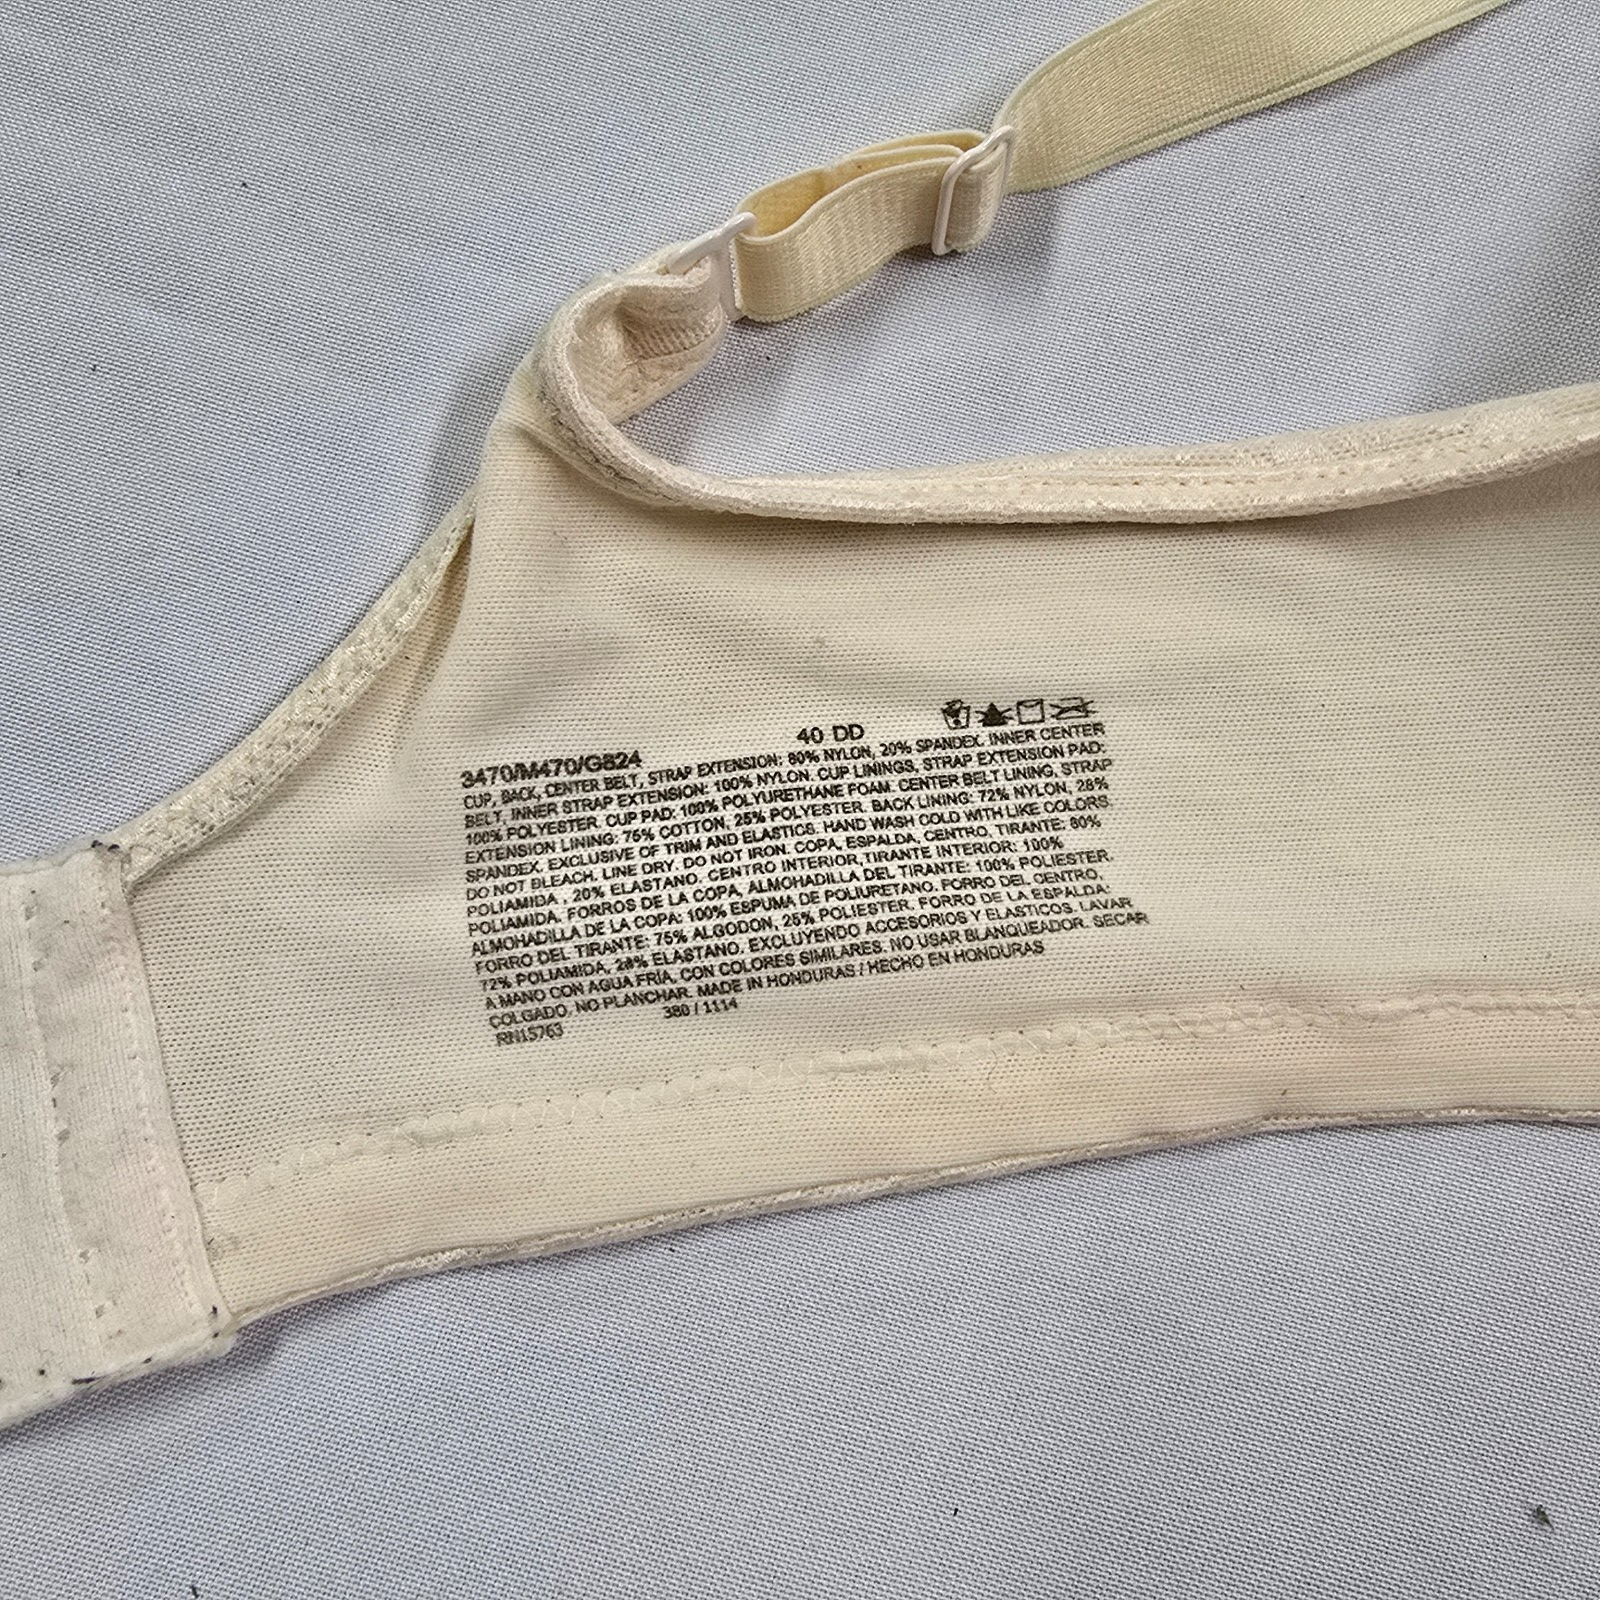 40 DD
3470/M470/G824
CUP, BACK, CENTER BELT, STRAP EXTENSION: 80% NYLON, 20% SPANDEX. INNER CENTER
BELT, INNER STRAP EXTENSION: 100% NYLON. CUP LININGS, STRAP EXTENSION PAD:
100% POLYESTER. CUP PAD: 100% POLYURETHANE FOAM. CENTER BELT LINING, STRAP
EXTENSION LINING: 75% COTTON, 25% POLYESTER. BACK LINING: 72% NYLON, 28%
SPANDEX. EXCLUSIVE OF TRIM AND ELASTICS. HAND WASH COLD WITH LIKE COLORS.
DO NOT BLEACH. LINE DRY. DO NOT IRON. COPA, ESPALDA, CENTRO, TIRANTE: 80%
POLIAMIDA , 20% ELASTANO. CENTRO INTERIOR, TIRANTE INTERIOR: 100%
POLIAMIDA. FORROS DE LA COPA, ALMOHADILLA DEL TIRANTE: 100% POLIESTER.
ALMOHADILLA DE LA COPA: 100% ESPUMA DE POLIURETANO. FORRO DEL CENTRO,
FORRO DEL TIRANTE: 75% ALGODON, 25% POLIESTER. FORRO DE LA ESPALDA:
72% POLIAMIDA, 28% ELASTANO. EXCLUYENDO ACCESORIOS Y ELASTICOS. LAVAR
A MANO CON AGUA FRIA, CON COLORES SIMILARES. NO USAR BLANQUEADOR. SECAR
COLGADO. NO PLANCHAR. MADE IN HONDURAS / HECHO EN HONDURAS
RN15763 380 / 1114